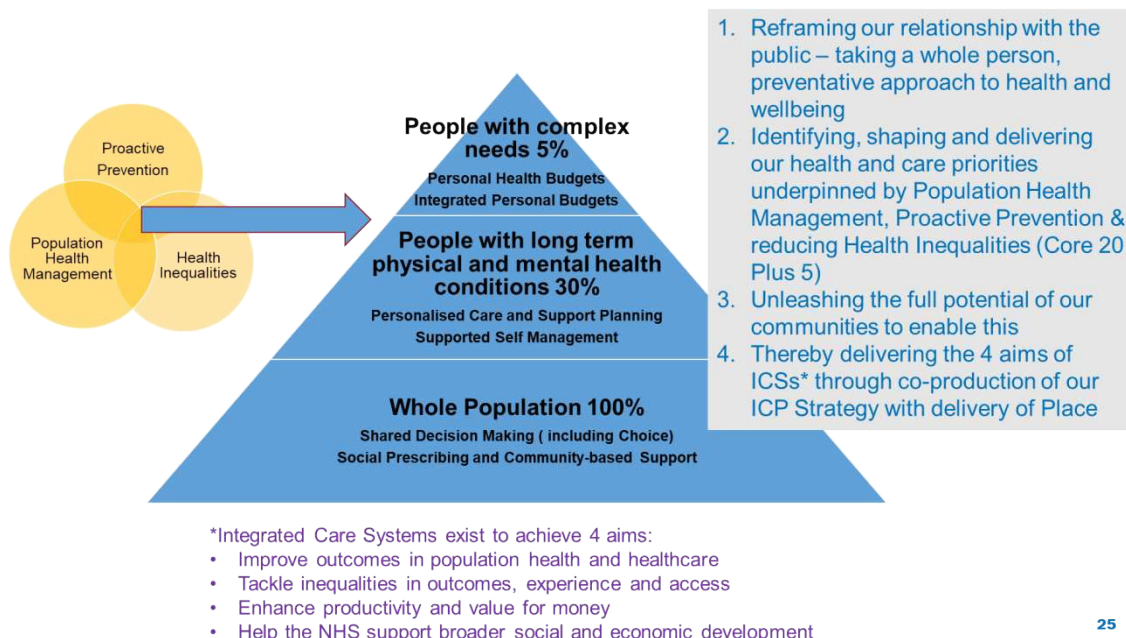 Proactive
Prevention
Population
Health
Management
Health
Inequalities
People with complex
needs 5%
Personal Health Budgets
Integrated Personal Budgets
People with long term
physical and mental health
conditions 30%
Personalised Care and Support Planning
Supported Self Management
Whole Population 100%
Shared Decision Making ( including Choice)
Social Prescribing and Community-based Support
1. Reframing our relationship with the
public – taking a whole person,
preventative approach to health and
wellbeing
2. Identifying, shaping and delivering
our health and care priorities
underpinned by Population Health
Management, Proactive Prevention &
reducing Health Inequalities (Core 20
Plus 5)
3. Unleashing the full potential of our
communities to enable this
4. Thereby delivering the 4 aims of
ICSs* through co-production of our
ICP Strategy with delivery of Place
*Integrated Care Systems exist to achieve 4 aims:
• Improve outcomes in population health and healthcare
• Tackle inequalities in outcomes, experience and access
• Enhance productivity and value for money
• Help the NHS support broader social and economic development
25